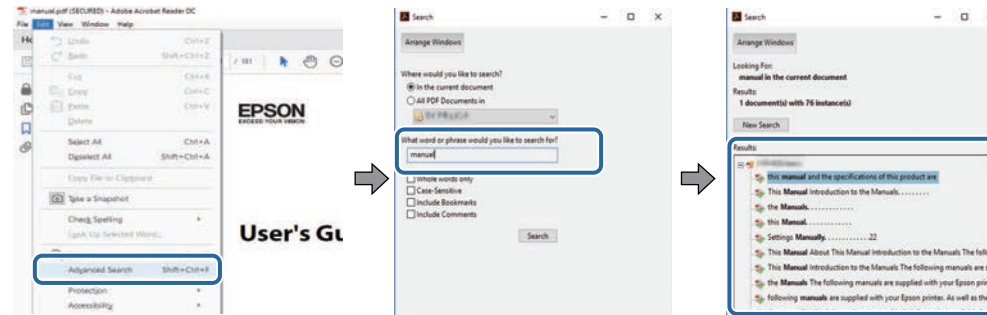 manual.pdf (SECURED) - Adobe Acrobat Reader DC
File Edit View Window Help
Undo Ctrl+Z
Redo Shift+Ctrl+Z
Cut Ctrl+X
Copy Ctrl+C
Paste Ctrl+V
Delete
Select All Ctrl+A
Deselect All Shift+Ctrl+A
Copy File to Clipboard
Take a Snapshot
Check Spelling
Look Up Selected Word...
Advanced Search Shift+Ctrl+F
Protection
Accessibility
/ 181
EPSON
EXCEED YOUR VISION
User's Gu
Search
Arrange Windows
Where would you like to search?
In the current document
All PDF Documents in
What word or phrase would you like to search for?
manual
Whole words only
Case-Sensitive
Include Bookmarks
Include Comments
Search
Search
Arrange Windows
Looking For:
manual in the current document
Results:
1 document(s) with 76 instance(s)
New Search
Results:
this manual and the specifications of this product are
This Manual Introduction to the Manuals. . . . . . . . .
the Manuals. . . . . . . . . . . . .
this Manual. . . . . . . . . . . . .
Settings Manually. . . . . . . . . . . . 22
This Manual About This Manual Introduction to the Manuals The foll
This Manual Introduction to the Manuals The following manuals are s
the Manuals The following manuals are supplied with your Epson prin
following manuals are supplied with your Epson printer. As well as the